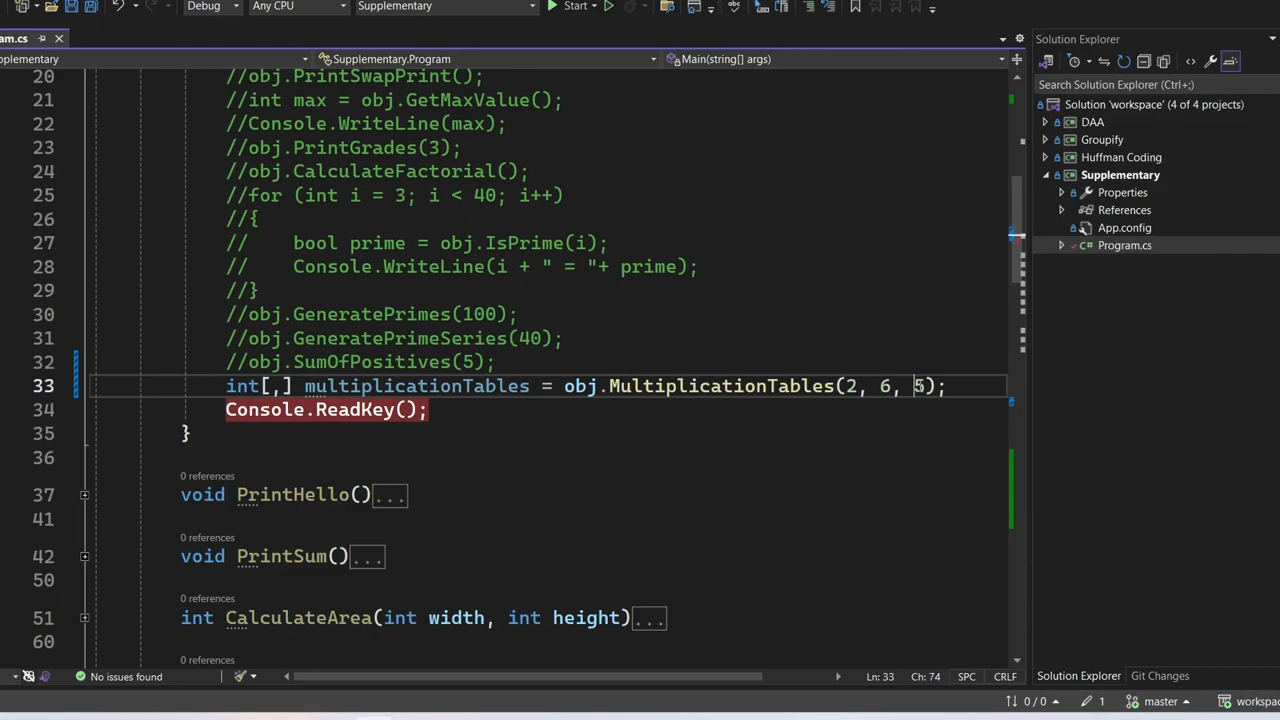 Debug Any CPU Supplementary Start
am.cs
upplementary Supplementary.Program Main(string[] args)
20 //obj.PrintSwapPrint();
21 //int max = obj.GetMaxValue();
22 //Console.WriteLine(max);
23 //obj.PrintGrades(3);
24 //obj.CalculateFactorial();
25 //for (int i = 3; i < 40; i++)
26 //{
27 //   bool prime = obj.IsPrime(i);
28 //   Console.WriteLine(i + " = "+ prime);
29 //}
30 //obj.GeneratePrimes(100);
31 //obj.GeneratePrimeSeries(40);
32 //obj.SumOfPositives(5);
33 int[,] multiplicationTables = obj.MultiplicationTables(2, 6, 5);
34 Console.ReadKey();
35 }
36
0 references
37 void PrintHello()...
41
0 references
42 void PrintSum()...
50
0 references
51 int CalculateArea(int width, int height)...
60
0 references
No issues found Ln: 33 Ch: 74 SPC CRLF
Solution Explorer
Search Solution Explorer (Ctrl+;)
Solution 'workspace' (4 of 4 projects)
C# DAA
C# Groupify
C# Huffman Coding
C# Supplementary
Properties
References
App.config
C# Program.cs
Solution Explorer Git Changes
0 / 0 1 master workspac